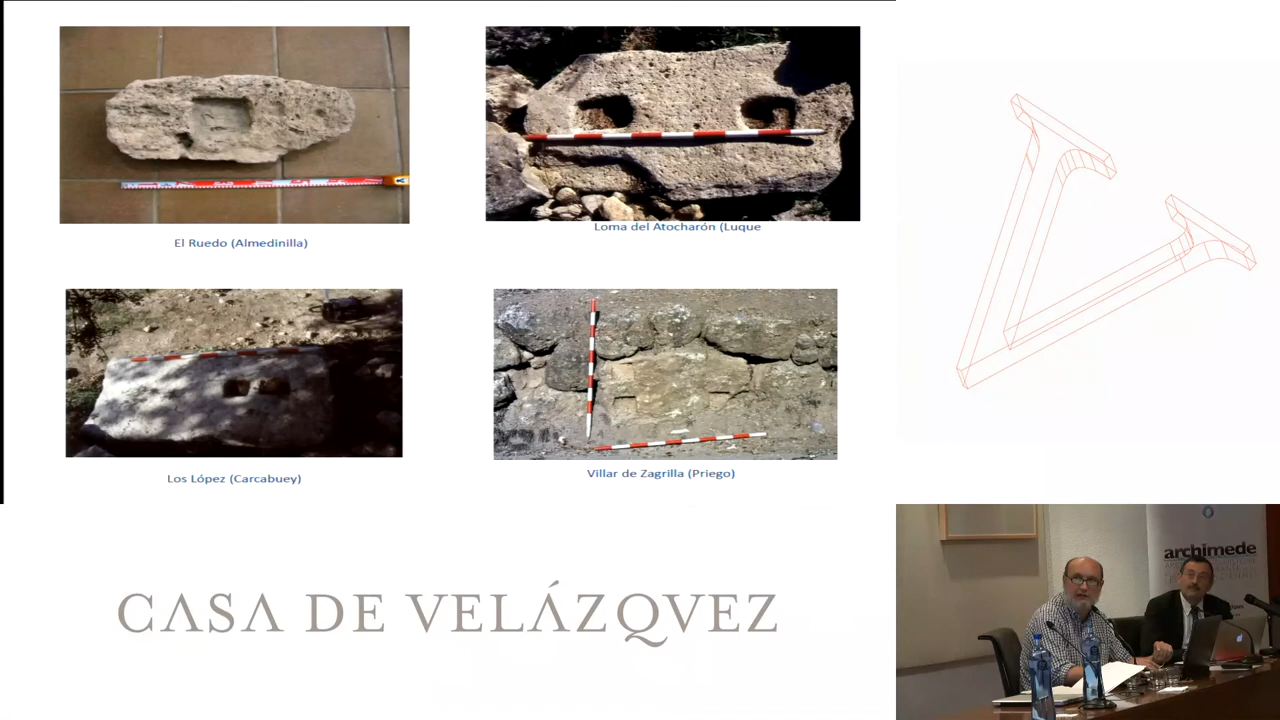 El Ruedo (Almedinilla)
Loma del Atocharón (Luque
Los López (Carcabuey)
Villar de Zagrilla (Priego)
CASA DE VELÁZQVEZ
archimede